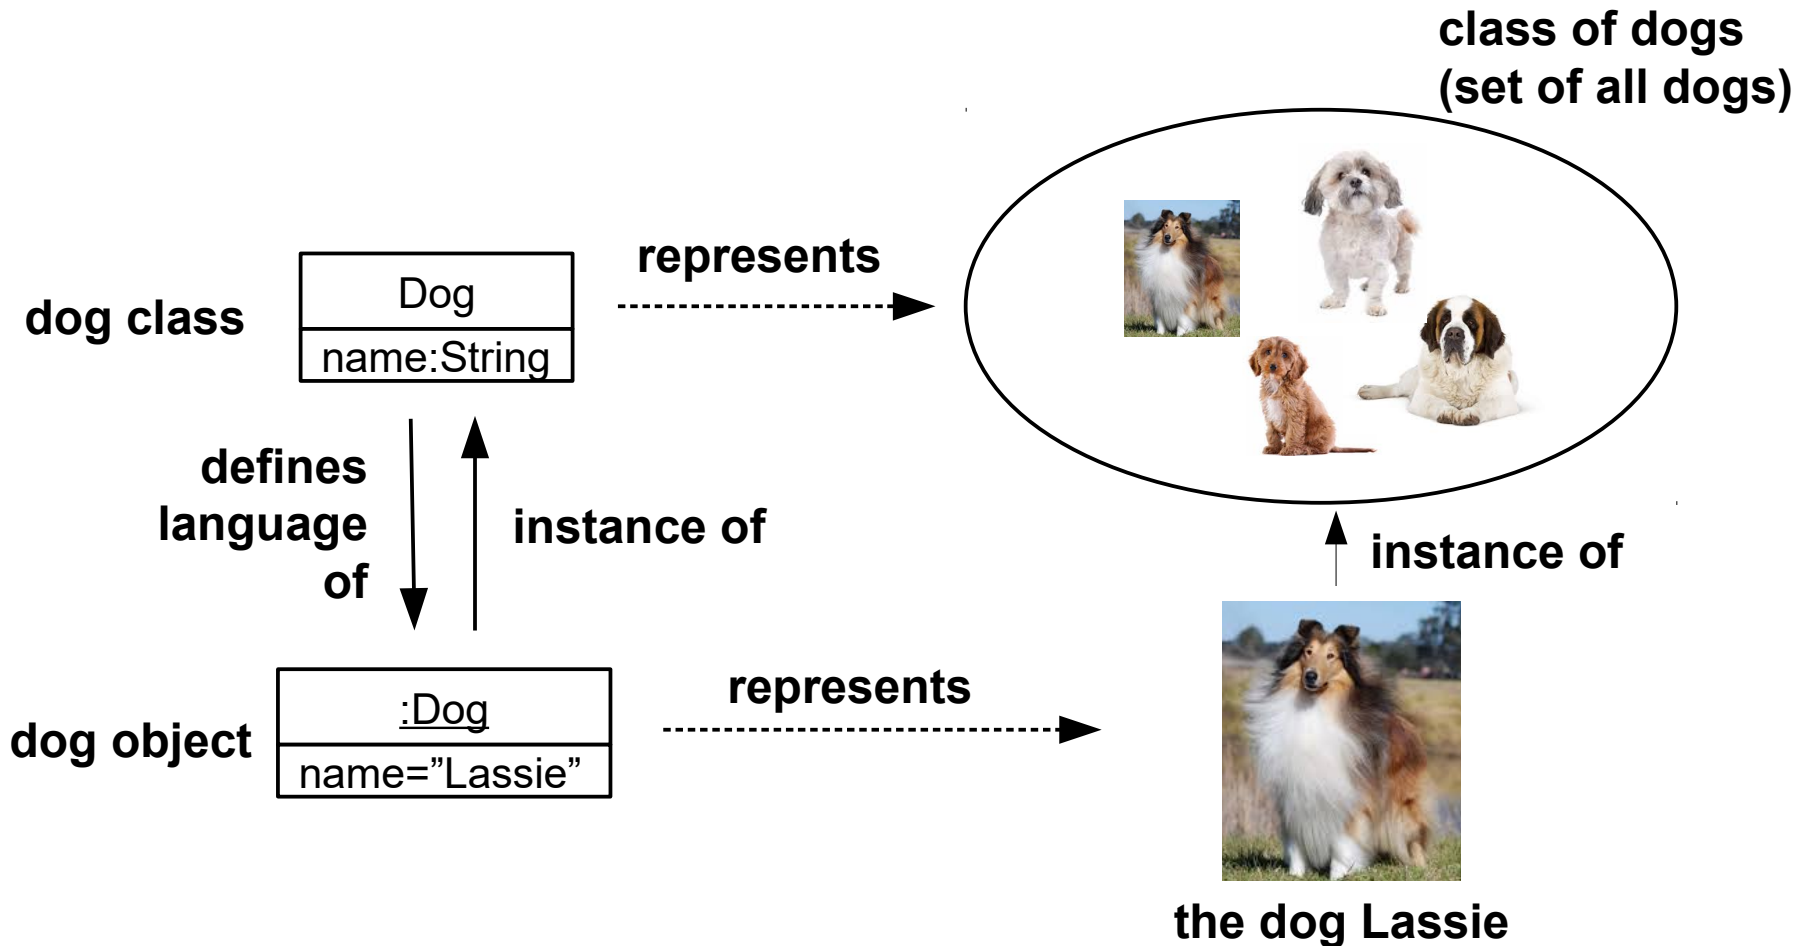 class of dogs
(set of all dogs)
represents
Dog
dog class
name:String
defines
language
of
instance of
instance of
represents
:Dog
dog object
name=”Lassie”
the dog Lassie